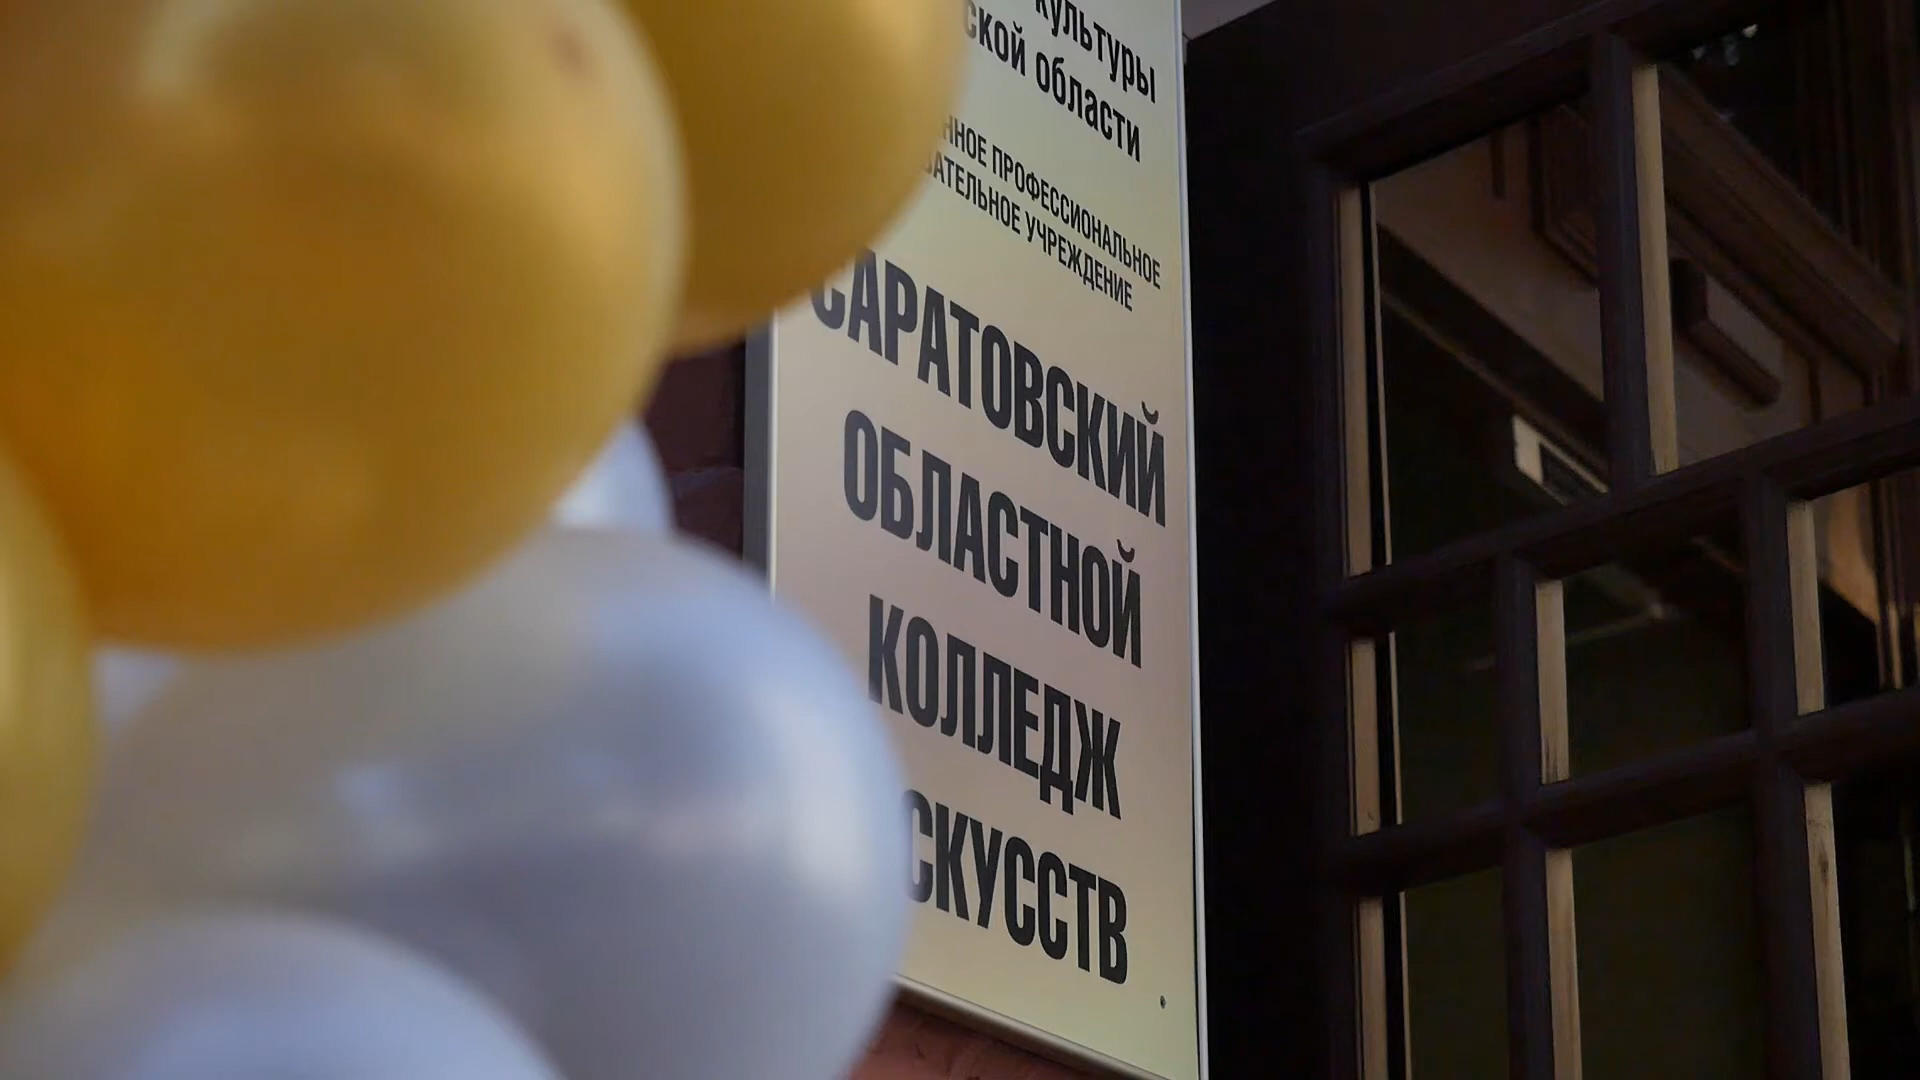 культуры
ской области
ННОЕ ПРОФЕССИОНАЛЬНОЕ
ВАТЕЛЬНОЕ УЧРЕЖДЕНИЕ
САРАТОВСКИЙ
ОБЛАСТНОЙ
КОЛЛЕДЖ
СКУССТВ